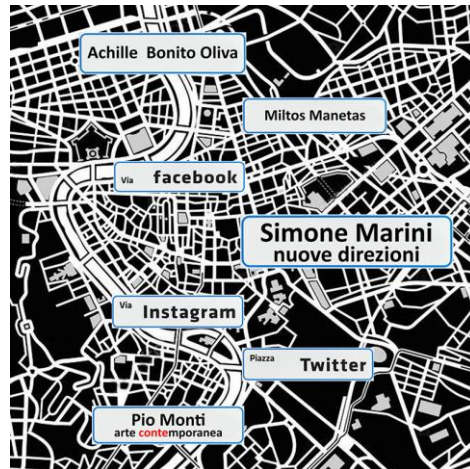 Achille Bonito Oliva
Miltos Manetas
Via facebook
Simone Marini
nuove direzioni
Via Instagram
Piazza Twitter
Pio Monti
arte contemporanea